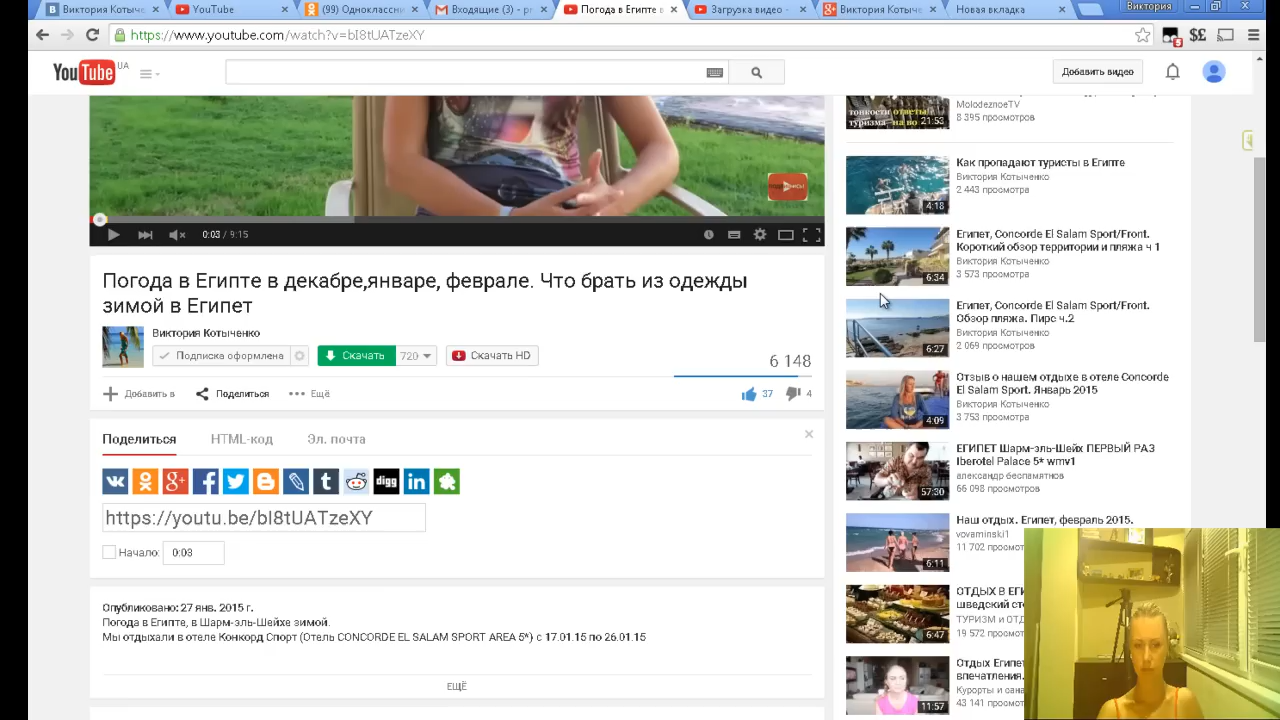 Виктория Котыче
YouTube
(99) Одноклассни
Входящие (3) - p
Погода в Египте в
Загрузка видео -
Виктория Котыче
Новая вкладка
Виктория
https://www.youtube.com/watch?v=bI8tUATzeXY
YouTube UA
Добавить видео
тонкости ответы
туризма на во
21:53
MolodeznoeTV
8 395 просмотров
Как пропадают туристы в Египте
Виктория Котыченко
2 443 просмотра
4:18
0:03 / 9:15
Египет, Concorde El Salam Sport/Front.
Короткий обзор территории и пляжа ч 1
Виктория Котыченко
3 573 просмотра
6:34
Погода в Египте в декабре,январе, феврале. Что брать из одежды
зимой в Египет
Виктория Котыченко
Подписка оформлена
Скачать
720
Скачать HD
6 148
Добавить в
Поделиться
Ещё
37
4
Египет, Concorde El Salam Sport/Front.
Обзор пляжа. Пирс ч.2
Виктория Котыченко
2 069 просмотров
6:27
Отзыв о нашем отдыхе в отеле Concorde
El Salam Sport. Январь 2015
Виктория Котыченко
3 753 просмотра
4:09
Поделиться
HTML-код
Эл. почта
digg
https://youtu.be/bI8tUATzeXY
Начало:
0:03
ЕГИПЕТ Шарм-эль-Шейх ПЕРВЫЙ РАЗ
Iberotel Palace 5* wmv1
александр беспамятнов
66 093 просмотров
57:30
Наш отдых. Египет, февраль 2015.
vovaminski1
11 702 просм
6:11
Опубликовано: 27 янв. 2015 г.
Погода в Египте, в Шарм-эль-Шейхе зимой.
Мы отдыхали в отеле Конкорд Спорт (Отель CONCORDE EL SALAM SPORT AREA 5*) с 17.01.15 по 26.01.15
ЕЩЁ
ОТДЫХ В ЕГИ
шведский сто
ТУРИЗМ и ОТД
19 572 просм
6:47
Отдых Египет
впечатления.
Курорты и сана
43 141 просм
11:57